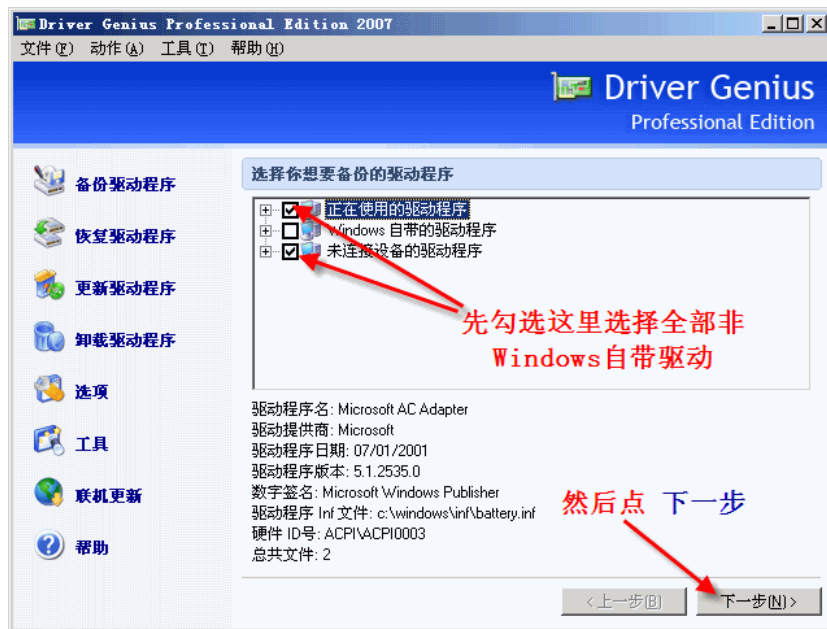 Driver Genius Professional Edition 2007
文件(F) 动作(A) 工具(T) 帮助(H)
Driver Genius
Professional Edition
备份驱动程序
恢复驱动程序
更新驱动程序
卸载驱动程序
选项
工具
联机更新
帮助
选择你想要备份的驱动程序
正在使用的驱动程序
Windows 自带的驱动程序
未连接设备的驱动程序
先勾选这里选择全部非
Windows自带驱动
驱动程序名: Microsoft AC Adapter
驱动提供商: Microsoft
驱动程序日期: 07/01/2001
驱动程序版本: 5.1.2535.0
数字签名: Microsoft Windows Publisher
驱动程序 Inf 文件: c:\windows\inf\battery.inf
硬件 ID号: ACPI\ACPI0003
总共文件: 2
然后点 下一步
<上一步(B) 下一步(N)>